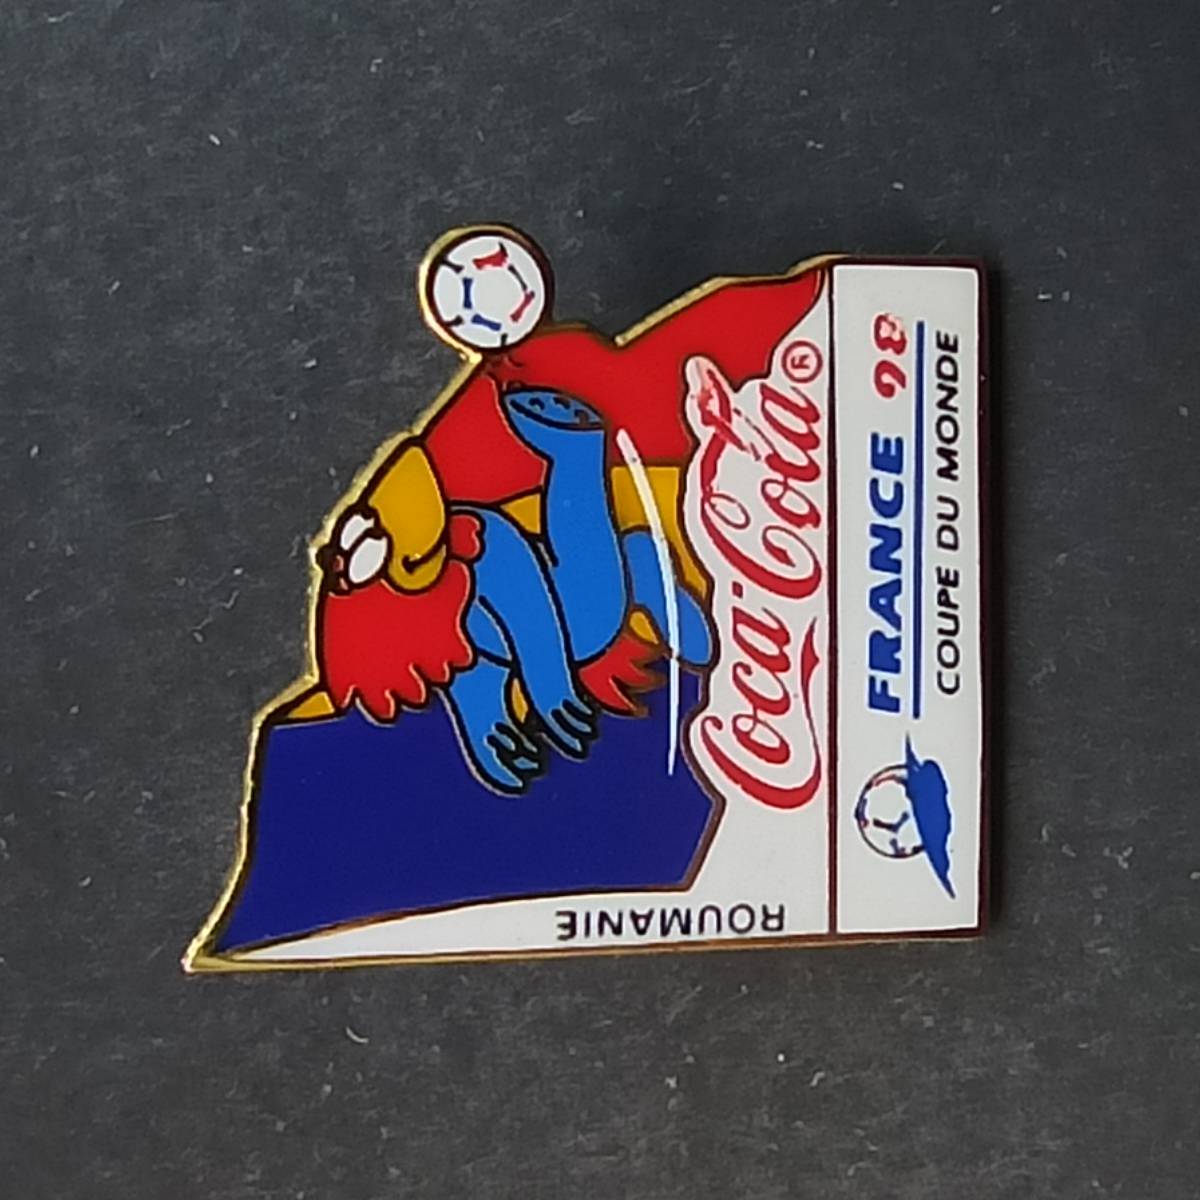 ROUMANIE
Coca-Cola®
FRANCE 98
COUPE DU MONDE